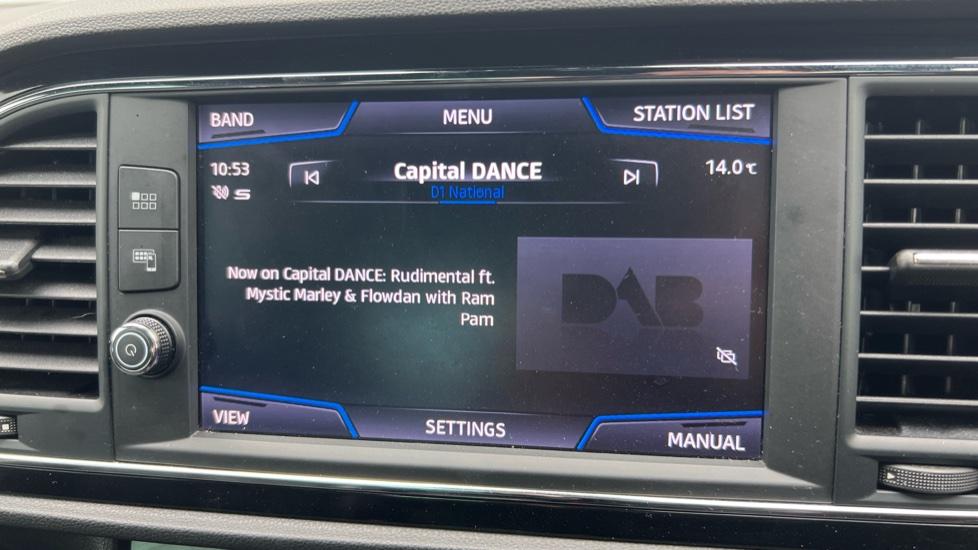 BAND
MENU
STATION LIST
10:53
Capital DANCE
14.0℃
D1 National
Now on Capital DANCE: Rudimental ft.
Mystic Marley & Flowdan with Ram
Pam
DAB
VIEW
SETTINGS
MANUAL